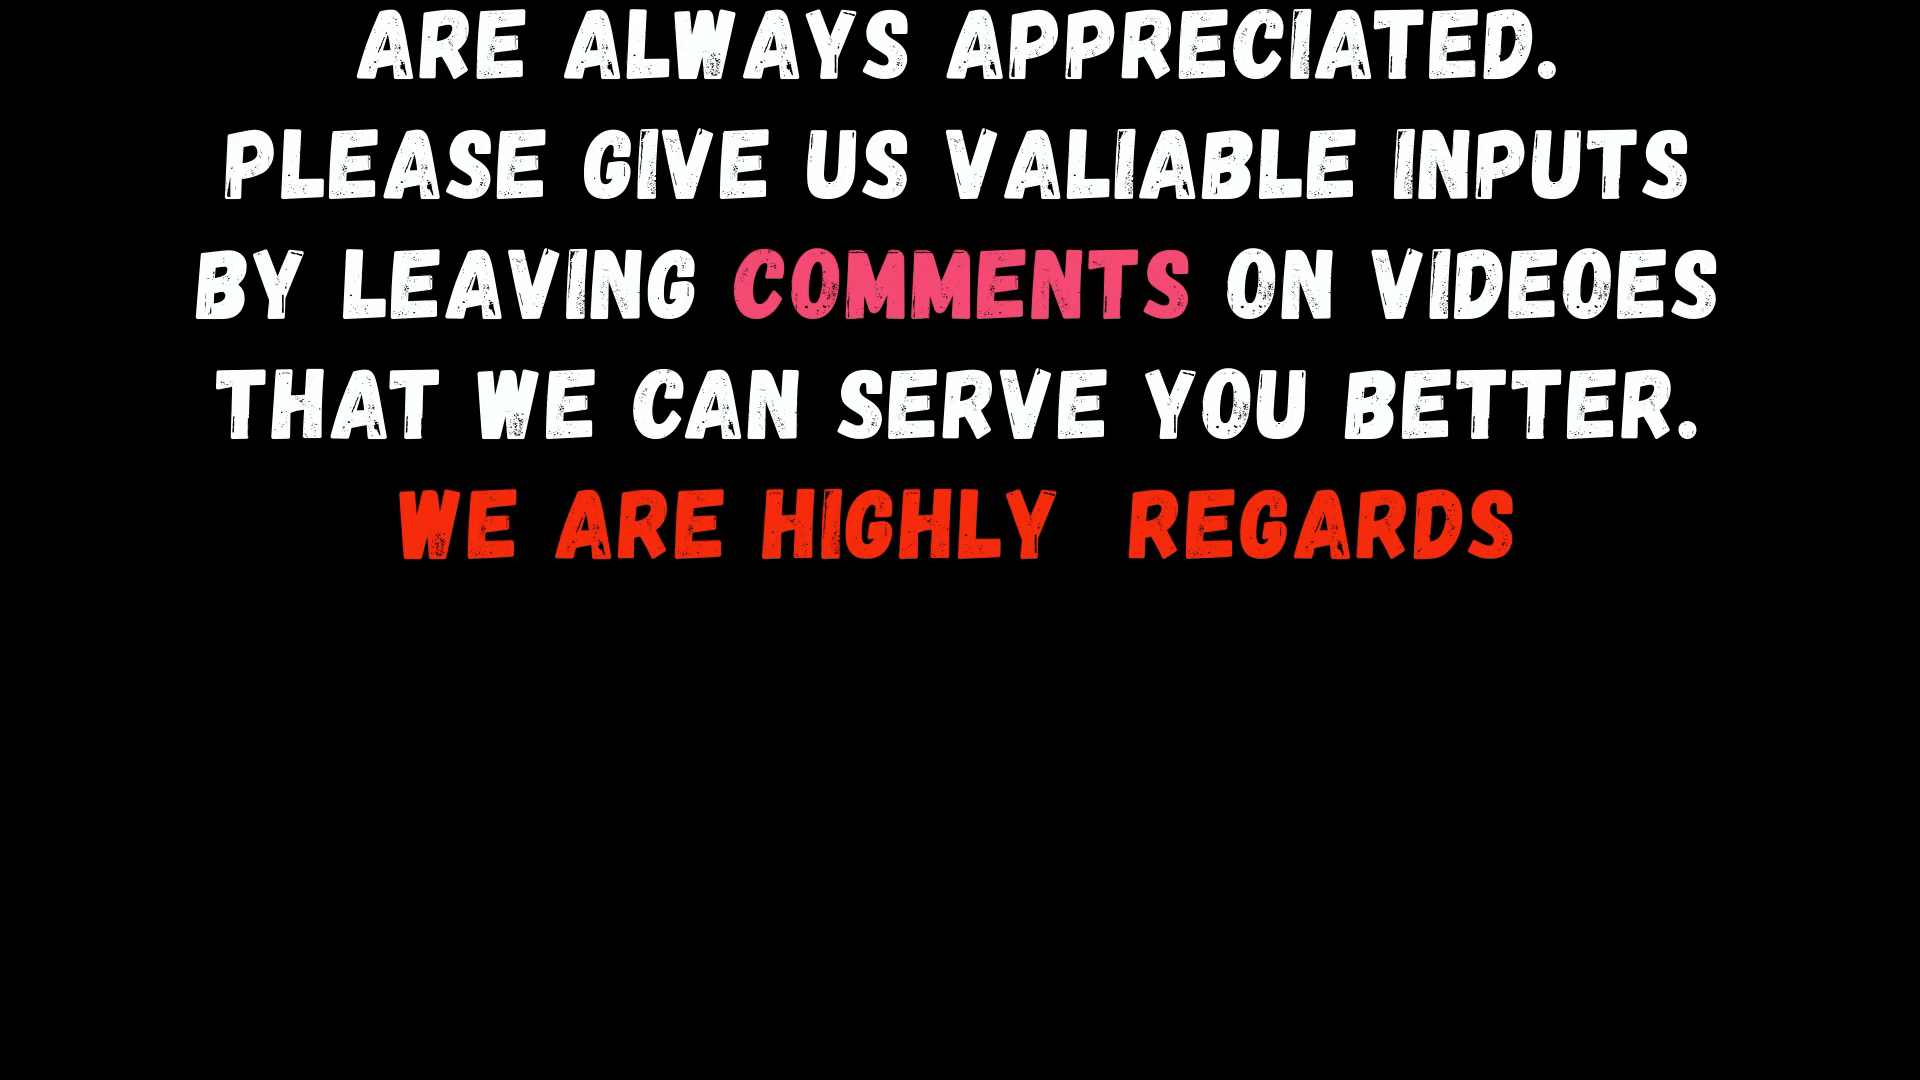 ARE ALWAYS APPRECIATED.
PLEASE GIVE US VALIABLE INPUTS
BY LEAVING COMMENTS ON VIDEOES
THAT WE CAN SERVE YOU BETTER.
WE ARE HIGHLY REGARDS